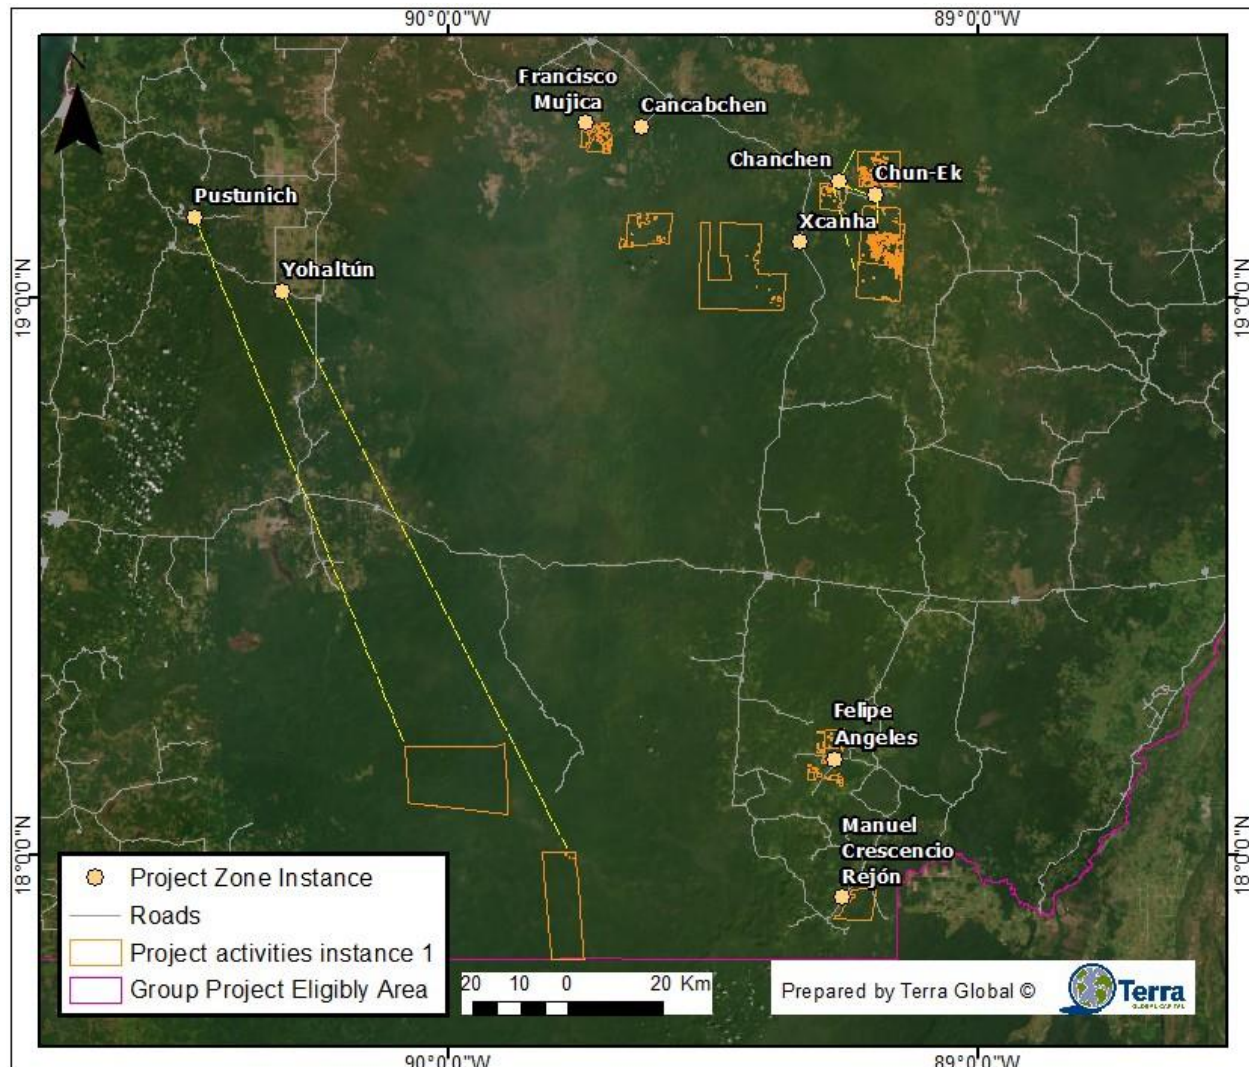 90°0'0"W
89°0'0"W
N
Francisco
Mujica
Cancabchen
Chanchen
Chun-Ek
Pustunich
Xcanha
Yohaltún
19°0'0"N
19°0'0"N
Felipe
Angeles
Manuel
Crescencio
Rejón
18°0'0"N
18°0'0"N
Project Zone Instance
Roads
Project activities instance 1
Group Project Eligibly Area
20 10 0 20 Km
Prepared by Terra Global ©
Terra
GLOBAL CAPITAL
90°0'0"W
89°0'0"W